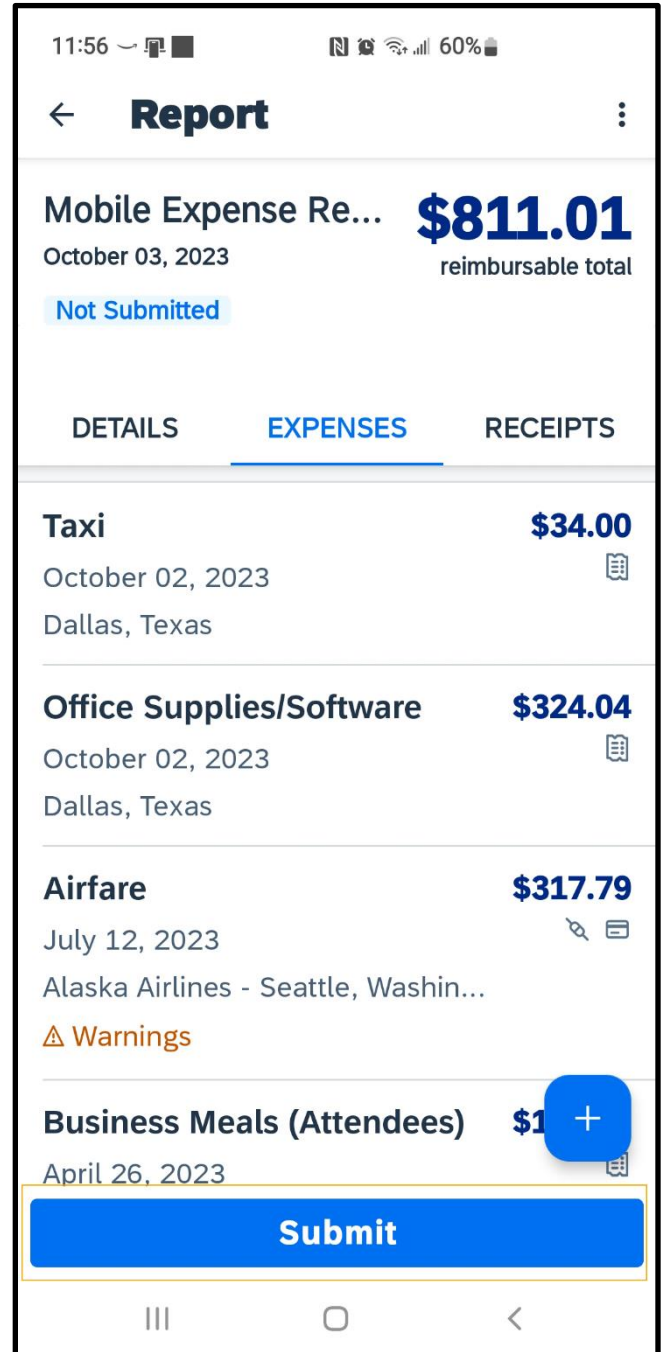 11:56 60%
Report
Mobile Expense Re... $811.01
October 03, 2023 reimbursable total
Not Submitted
DETAILS EXPENSES RECEIPTS
Taxi $34.00
October 02, 2023
Dallas, Texas
Office Supplies/Software $324.04
October 02, 2023
Dallas, Texas
Airfare $317.79
July 12, 2023
Alaska Airlines - Seattle, Washin...
Warnings
Business Meals (Attendees) $1
April 26, 2023
Submit